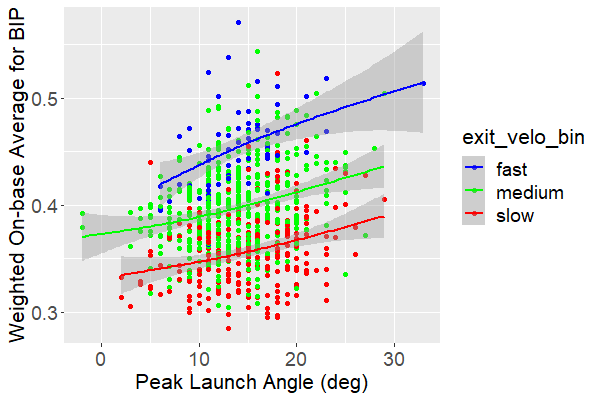 Weighted On-base Average for BIP
0.5
0.4
0.3
0
10
20
30
Peak Launch Angle (deg)
exit_velo_bin
fast
medium
slow